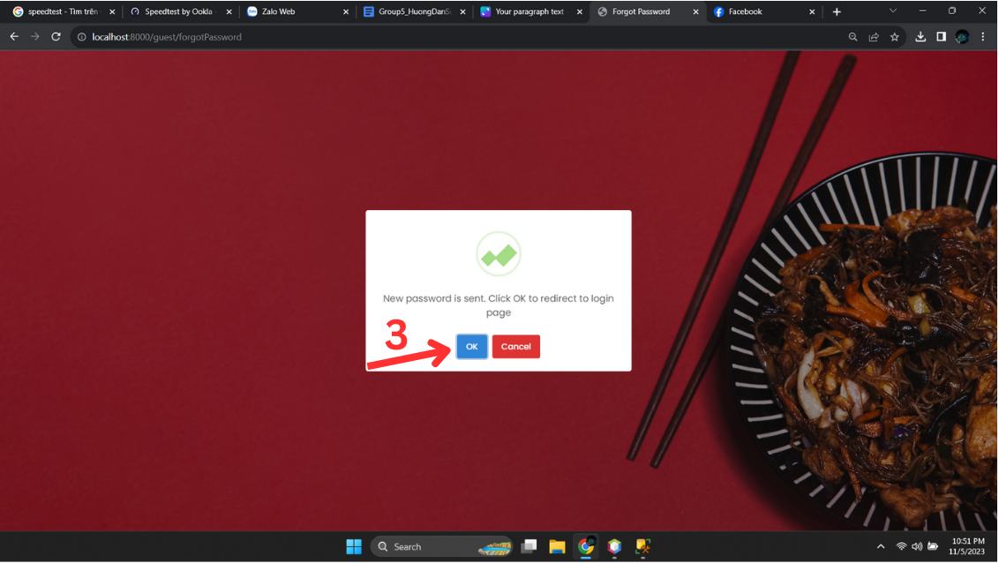 speedtest - Tìm trên
Speedtest by Ookla -
Zalo Web
Group5_HuongDanSu
Your paragraph text
Forgot Password
Facebook
localhost:8000/guest/forgotPassword
New password is sent. Click OK to redirect to login
page
3
OK
Cancel
Search
10:51 PM
11/5/2023